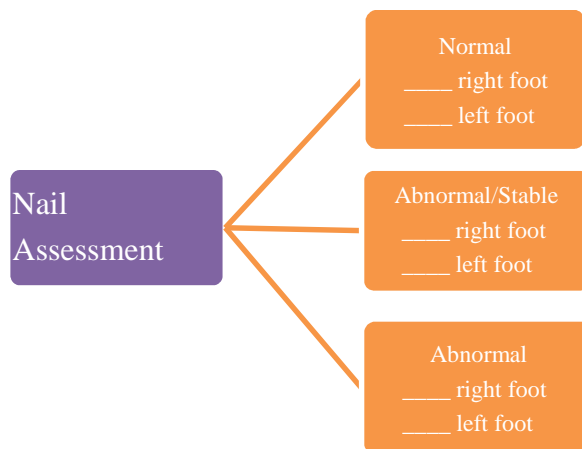 Nail
Assessment
Normal
____ right foot
____ left foot
Abnormal/Stable
____ right foot
____ left foot
Abnormal
____ right foot
____ left foot